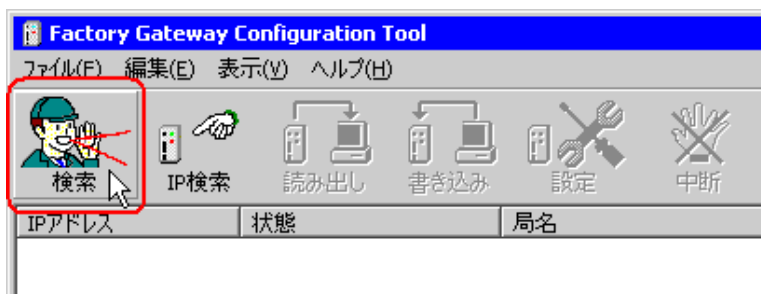 Factory Gateway Configuration Tool
ﾌｧｲﾙ(F) 編集(E) 表示(V) ヘルプ(H)
検索 IP検索 読み出し 書き込み 設定 中断
IPアドレス 状態 局名